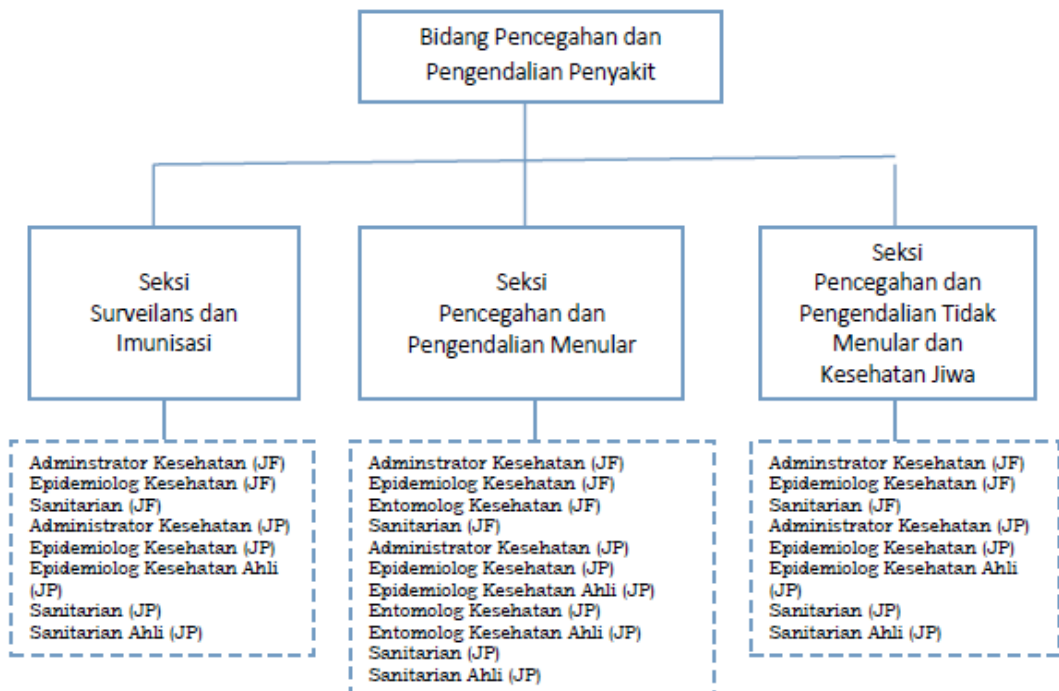 Bidang Pencegahan dan
Pengendalian Penyakit
Seksi
Surveilans dan
Imunisasi
Seksi
Pencegahan dan
Pengendalian Menular
Seksi
Pencegahan dan
Pengendalian Tidak
Menular dan
Kesehatan Jiwa
Adminstrator Kesehatan (JF)
Epidemiolog Kesehatan (JF)
Sanitarian (JF)
Administrator Kesehatan (JP)
Epidemiolog Kesehatan (JP)
Epidemiolog Kesehatan Ahli
(JP)
Sanitarian (JP)
Sanitarian Ahli (JP)
Adminstrator Kesehatan (JF)
Epidemiolog Kesehatan (JF)
Entomolog Kesehatan (JF)
Sanitarian (JF)
Administrator Kesehatan (JP)
Epidemiolog Kesehatan (JP)
Epidemiolog Kesehatan Ahli (JP)
Entomolog Kesehatan (JP)
Entomolog Kesehatan Ahli (JP)
Sanitarian (JP)
Sanitarian Ahli (JP)
Adminstrator Kesehatan (JF)
Epidemiolog Kesehatan (JF)
Sanitarian (JF)
Administrator Kesehatan (JP)
Epidemiolog Kesehatan (JP)
Epidemiolog Kesehatan Ahli
(JP)
Sanitarian (JP)
Sanitarian Ahli (JP)